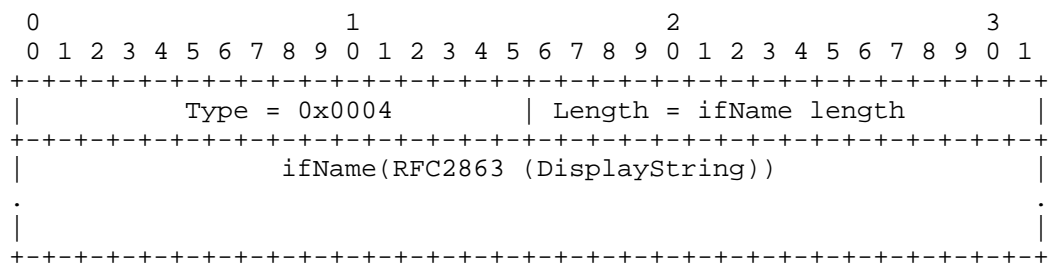 0                   1                   2                   3
 0 1 2 3 4 5 6 7 8 9 0 1 2 3 4 5 6 7 8 9 0 1 2 3 4 5 6 7 8 9 0 1
+-+-+-+-+-+-+-+-+-+-+-+-+-+-+-+-+-+-+-+-+-+-+-+-+-+-+-+-+-+-+-+-+
|          Type = 0x0004        | Length = ifName length        |
+-+-+-+-+-+-+-+-+-+-+-+-+-+-+-+-+-+-+-+-+-+-+-+-+-+-+-+-+-+-+-+-+
|                ifName(RFC2863 (DisplayString))                |
.                                                               .
|                                                               |
+-+-+-+-+-+-+-+-+-+-+-+-+-+-+-+-+-+-+-+-+-+-+-+-+-+-+-+-+-+-+-+-+